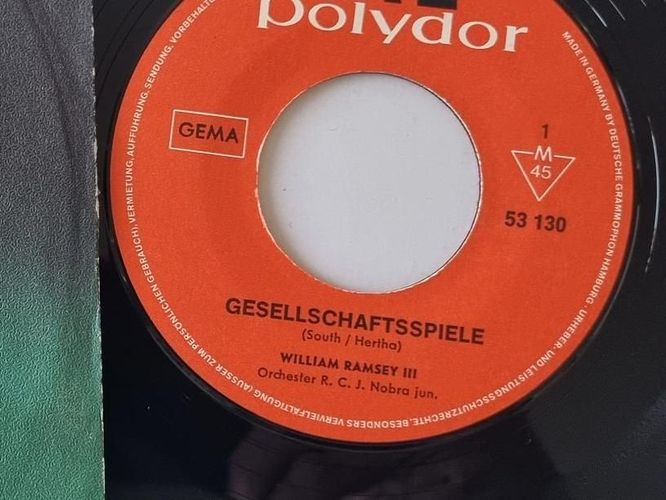 polydor
GEMA
1
M
45
53 130
GESELLSCHAFTSSPIELE
(South / Hertha)
WILLIAM RAMSEY III
Orchester R. C. J. Nobra jun.
MADE IN GERMANY BY DEUTSCHE GRAMMOPHON HAMBURG. URHEBER- UND LEISTUNGSSCHUTZRECHTE, BESONDERS VERVIELFÄLTIGUNG (AUSSER ZUM PERSÖNLICHEN GEBRAUCH), VERMIETUNG, AUFFÜHRUNG, SENDUNG, VORBEHALTE